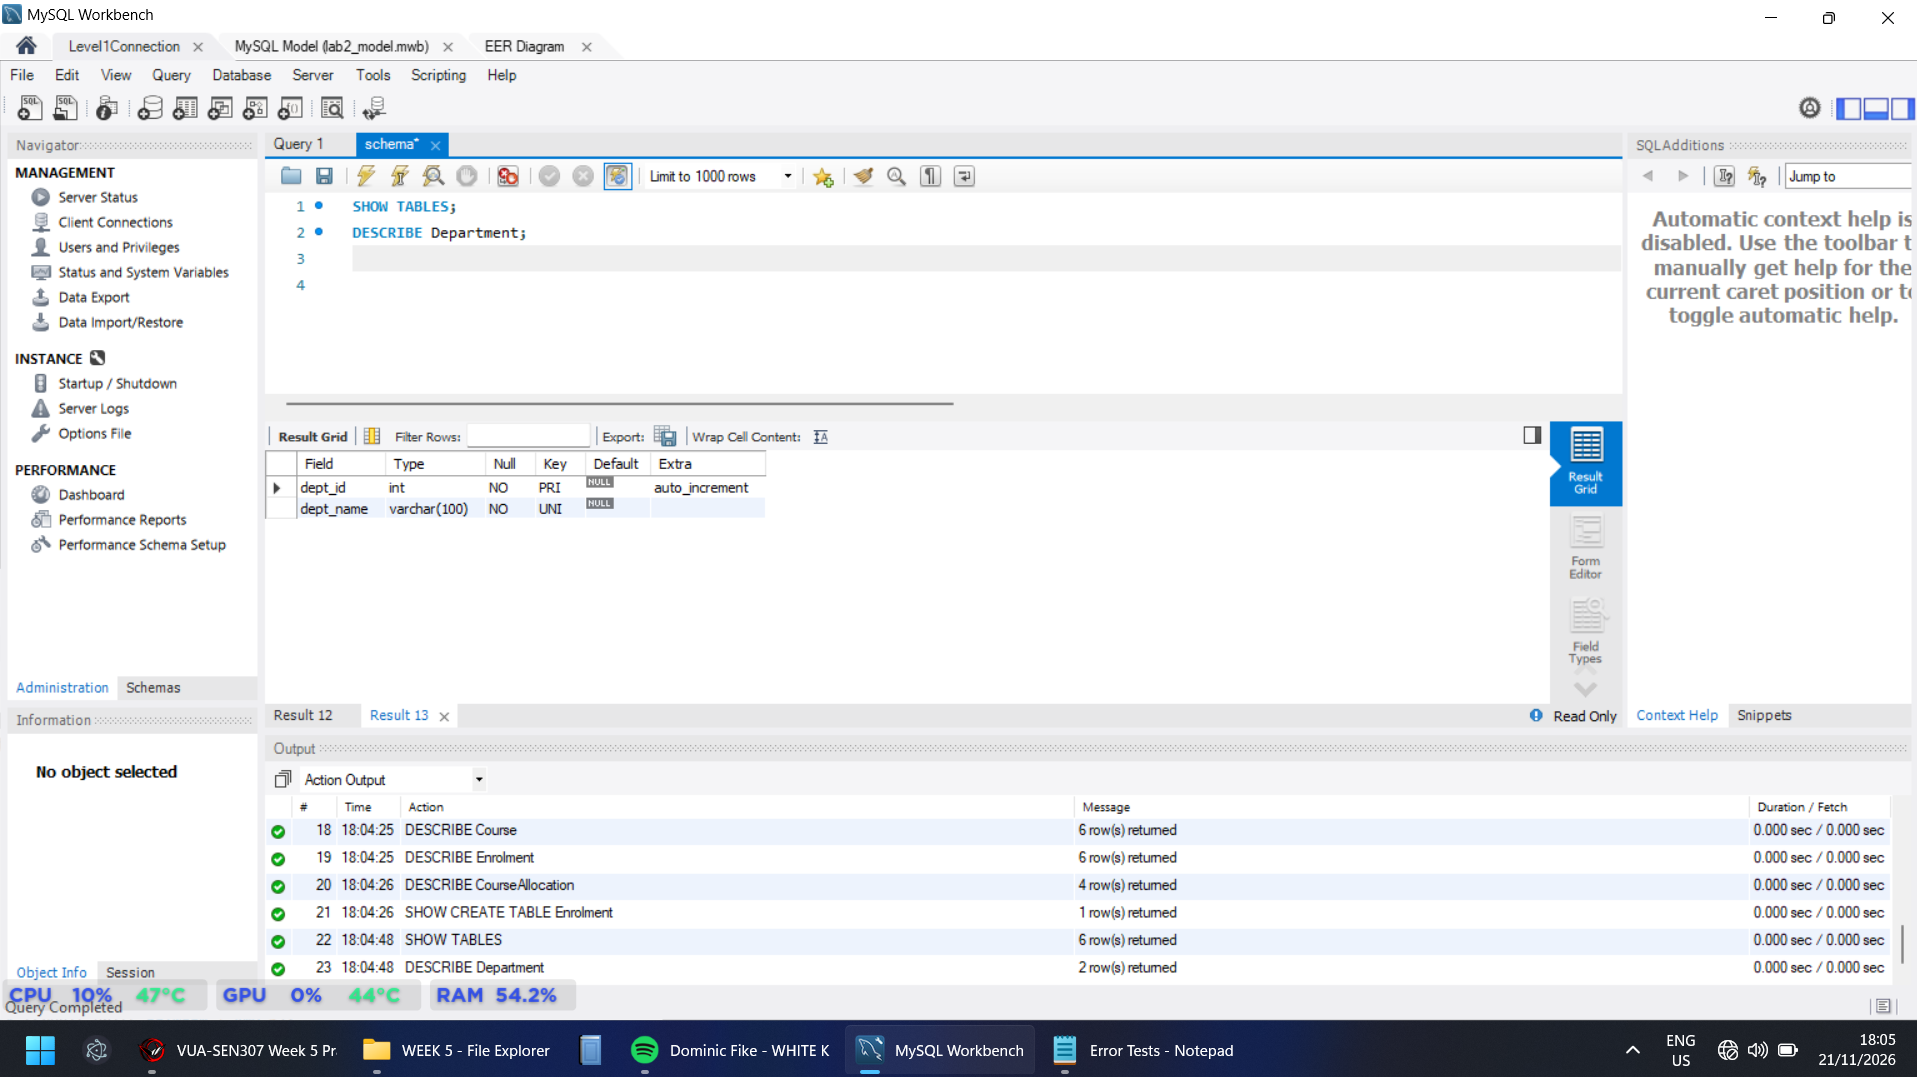 MySQL Workbench
Level1Connection
MySQL Model (lab2_model.mwb)
EER Diagram
File Edit View Query Database Server Tools Scripting Help
Navigator
MANAGEMENT
Server Status
Client Connections
Users and Privileges
Status and System Variables
Data Export
Data Import/Restore
INSTANCE
Startup / Shutdown
Server Logs
Options File
PERFORMANCE
Dashboard
Performance Reports
Performance Schema Setup
Administration Schemas
Information
No object selected
Object Info Session
Query 1
schema*
Limit to 1000 rows
1 SHOW TABLES;
2 DESCRIBE Department;
3
4
Result Grid Filter Rows: Export: Wrap Cell Content:
Field Type Null Key Default Extra
dept_id int NO PRI NULL auto_increment
dept_name varchar(100) NO UNI NULL
Result Grid
Form Editor
Field Types
Result 12 Result 13
Read Only
SQLAdditions
Jump to
Automatic context help is
disabled. Use the toolbar t
manually get help for the
current caret position or to
toggle automatic help.
Context Help Snippets
Output
Action Output
# Time Action Message Duration / Fetch
18 18:04:25 DESCRIBE Course 6 row(s) returned 0.000 sec / 0.000 sec
19 18:04:25 DESCRIBE Enrolment 6 row(s) returned 0.000 sec / 0.000 sec
20 18:04:26 DESCRIBE CourseAllocation 4 row(s) returned 0.000 sec / 0.000 sec
21 18:04:26 SHOW CREATE TABLE Enrolment 1 row(s) returned 0.000 sec / 0.000 sec
22 18:04:48 SHOW TABLES 6 row(s) returned 0.000 sec / 0.000 sec
23 18:04:48 DESCRIBE Department 2 row(s) returned 0.000 sec / 0.000 sec
CPU 10% 47°C GPU 0% 44°C RAM 54.2%
Query Completed
VUA-SEN307 Week 5 Pr
WEEK 5 - File Explorer
Dominic Fike - WHITE K
MySQL Workbench
Error Tests - Notepad
ENG
US
18:05
21/11/2026